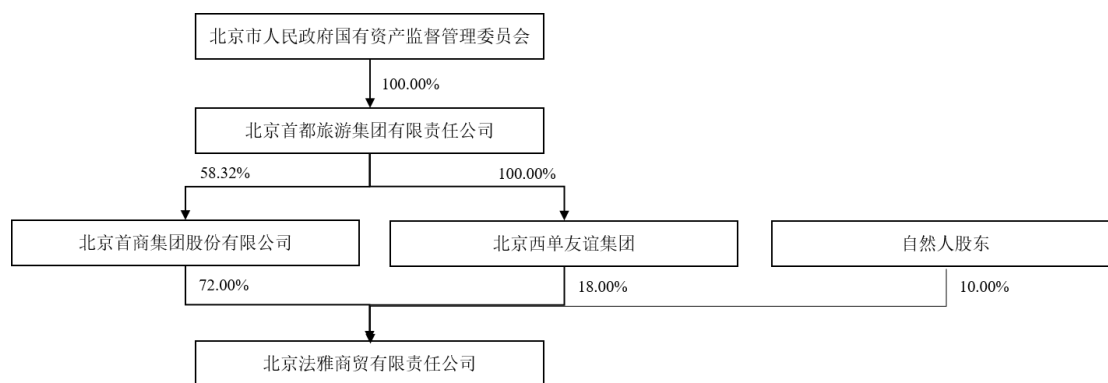 北京市人民政府国有资产监督管理委员会
100.00%
北京首都旅游集团有限责任公司
58.32%
100.00%
北京首商集团股份有限公司
北京西单友谊集团
自然人股东
72.00%
18.00%
10.00%
北京法雅商贸有限责任公司